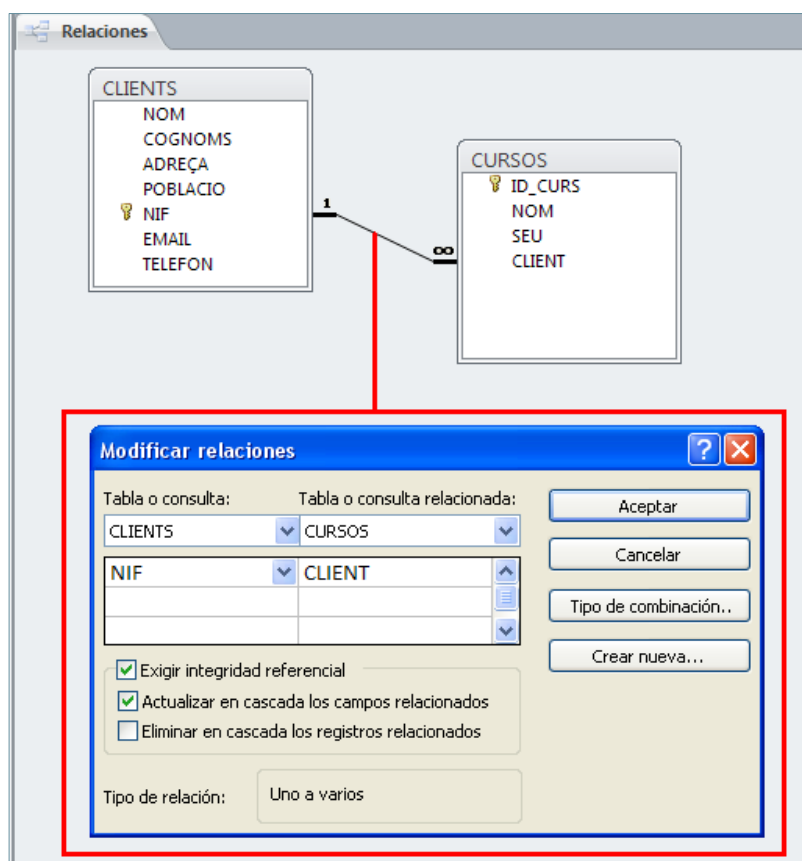 Relaciones
CLIENTS
NOM
COGNOMS
ADREÇA
POBLACIO
NIF
EMAIL
TELEFON
1
∞
CURSOS
ID_CURS
NOM
SEU
CLIENT
Modificar relaciones
Tabla o consulta: Tabla o consulta relacionada:
CLIENTS CURSOS
NIF CLIENT
Exigir integridad referencial
Actualizar en cascada los campos relacionados
Eliminar en cascada los registros relacionados
Tipo de relación: Uno a varios
Aceptar
Cancelar
Tipo de combinación..
Crear nueva...